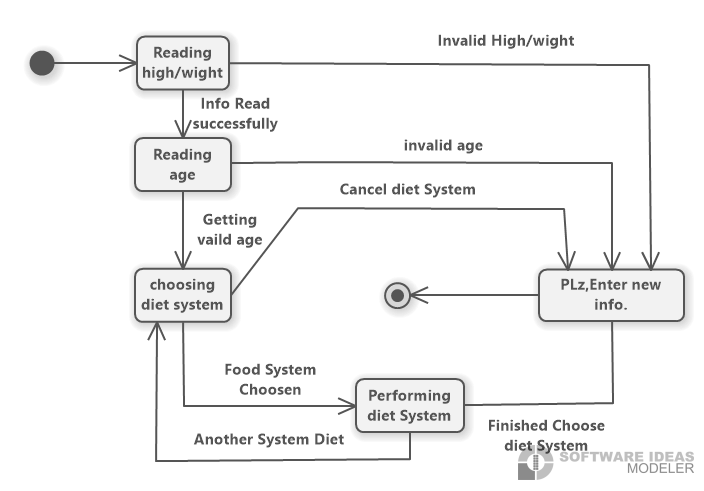 Invalid High/wight
Reading
high/wight
Info Read
successfully
invalid age
Reading
age
Cancel diet System
Getting
vaild age
choosing
diet system
PLz,Enter new
info.
Food System
Choosen
Performing
diet System
Finished Choose
diet System
Another System Diet
SOFTWARE IDEAS
MODELER